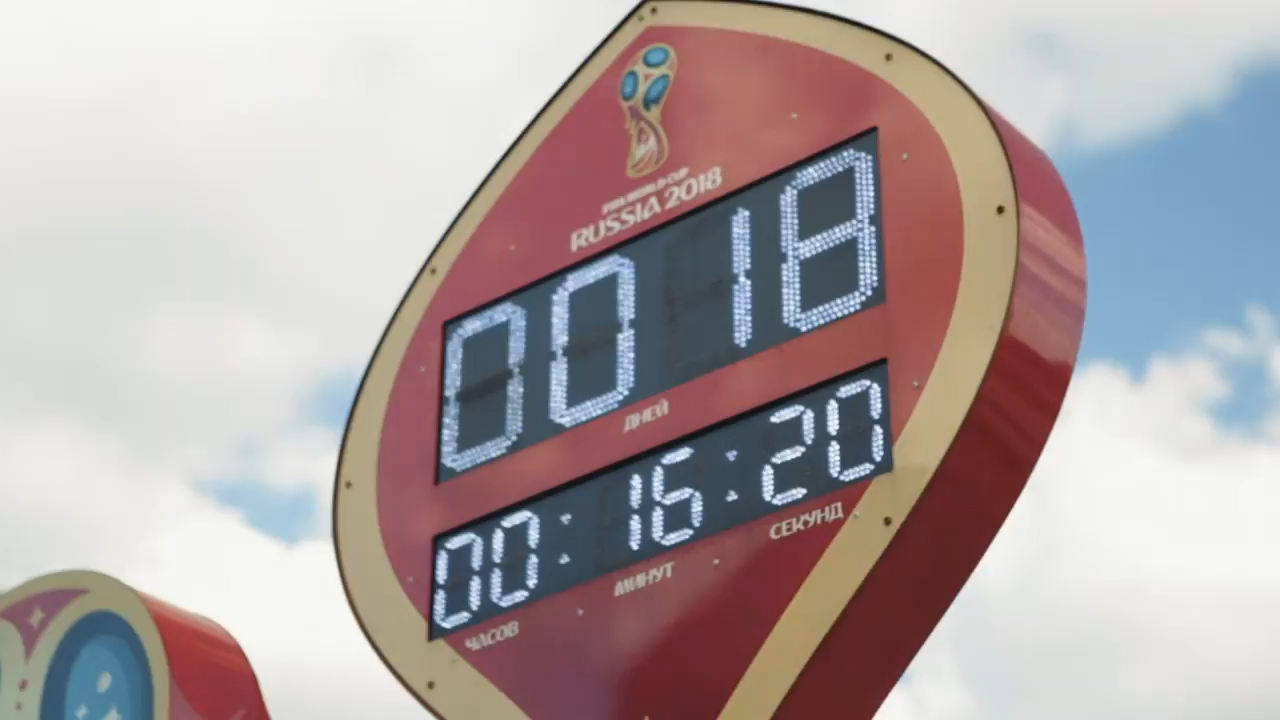 FIFA WORLD CUP
RUSSIA 2018
0018
ДНЕЙ
00:16:20
ЧАСОВ МИНУТ СЕКУНД